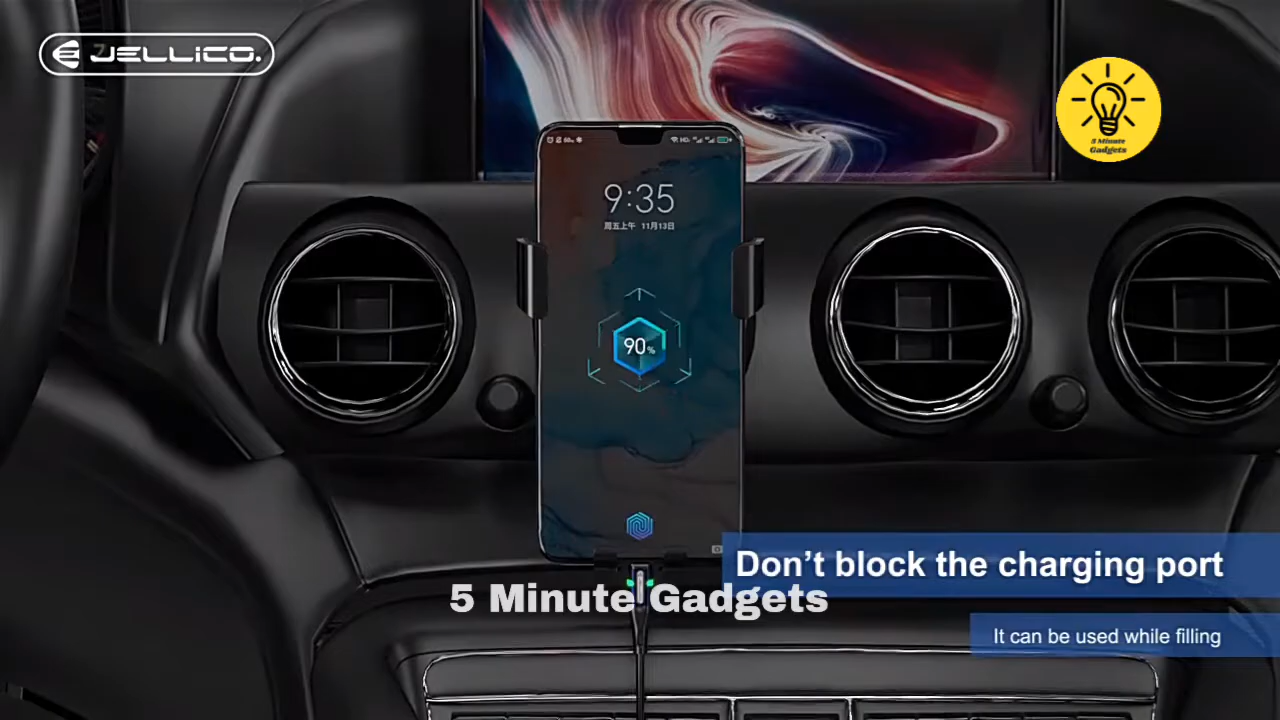 JELLICO.
5 Minute
Gadgets
9:35
周五上午 11月13日
90%
Don't block the charging port
5 Minute Gadgets
It can be used while filling